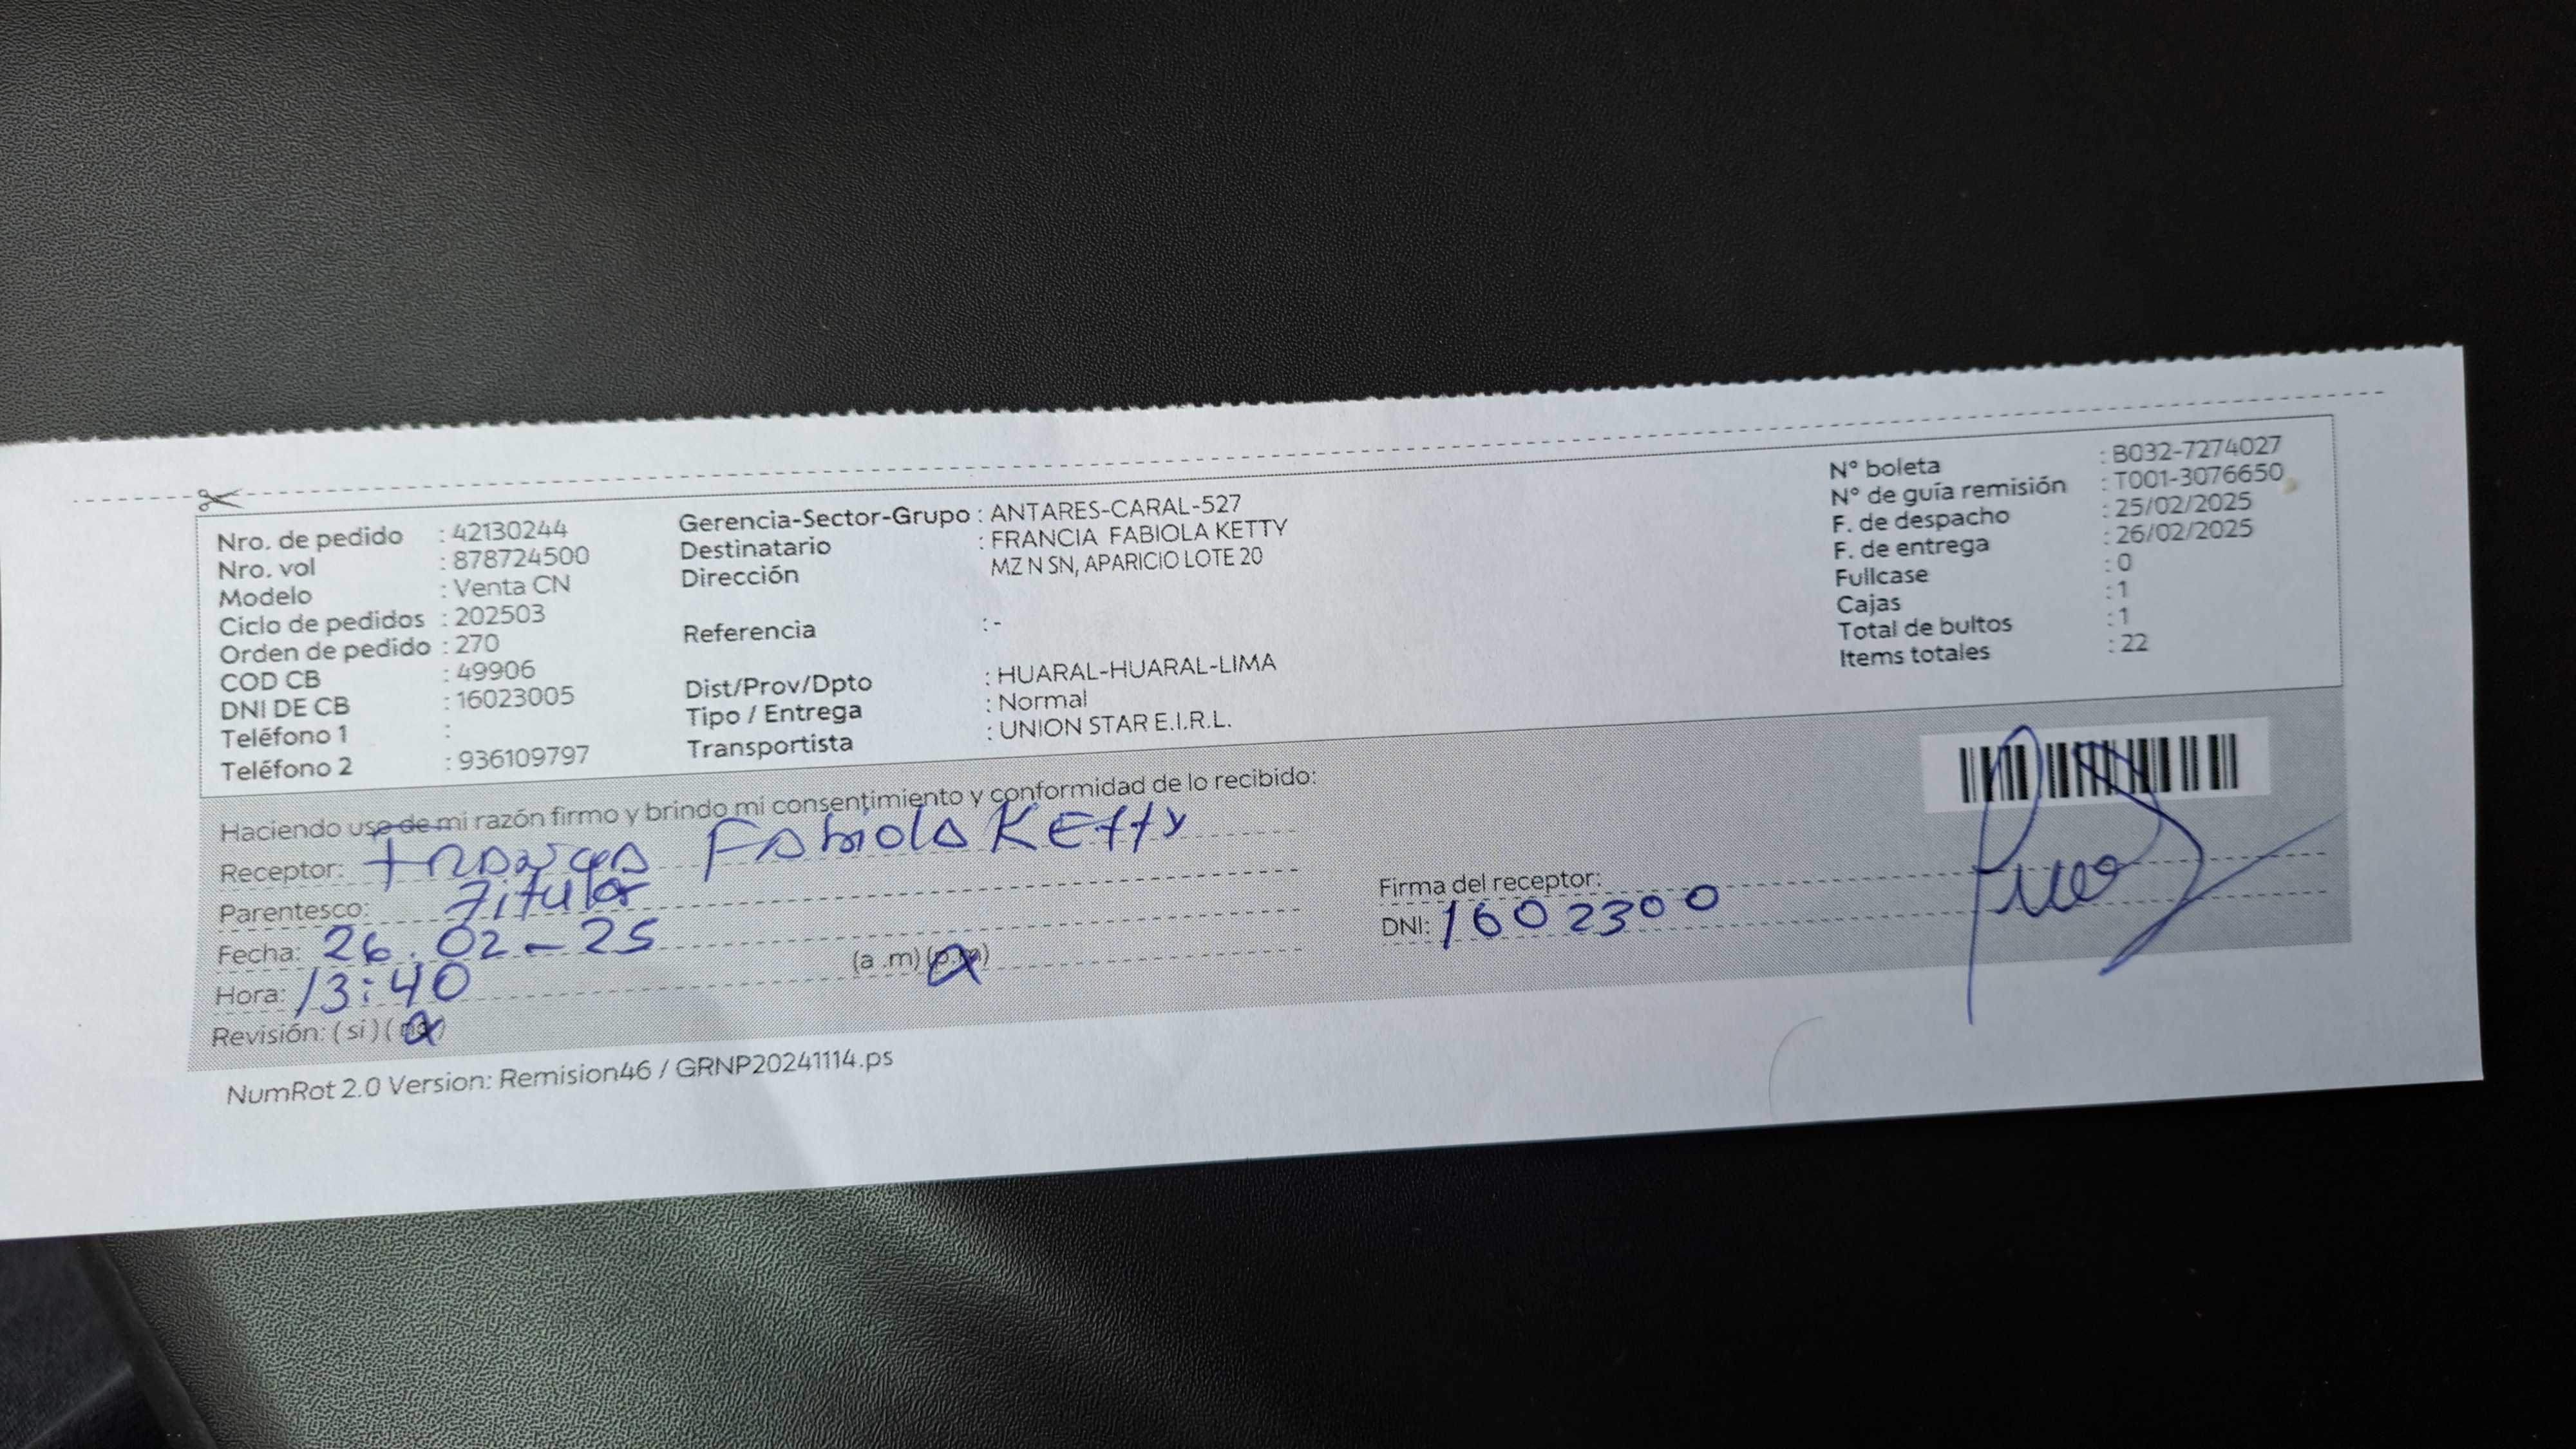 Nro. de pedido : 42130244
Nro. vol : 878724500
Modelo : Venta CN
Ciclo de pedidos : 202503
Orden de pedido : 270
COD CB : 49906
DNI DE CB : 16023005
Teléfono 1 :
Teléfono 2 : 936109797
Gerencia-Sector-Grupo : ANTARES-CARAL-527
Destinatario : FRANCIA FABIOLA KETTY
Dirección MZ N SN, APARICIO LOTE 20
Referencia : -
Dist/Prov/Dpto : HUARAL-HUARAL-LIMA
Tipo / Entrega : Normal
Transportista : UNION STAR E.I.R.L.
N° boleta : B032-7274027
N° de guía remisión : T001-3076650
F. de despacho : 25/02/2025
F. de entrega : 26/02/2025
Fullcase : 0
Cajas : 1
Total de bultos : 1
Items totales : 22
Haciendo uso de mi razón firmo y brindo mi consentimiento y conformidad de lo recibido:
Receptor: Fabiola Ketty
Parentesco: Titular
Fecha: 26.02-25
Hora: 13:40 (a .m) (p.m)
Revisión: ( si ) ( no )
Firma del receptor:
DNI: 1602300
NumRot 2.0 Version: Remision46 / GRNP20241114.ps